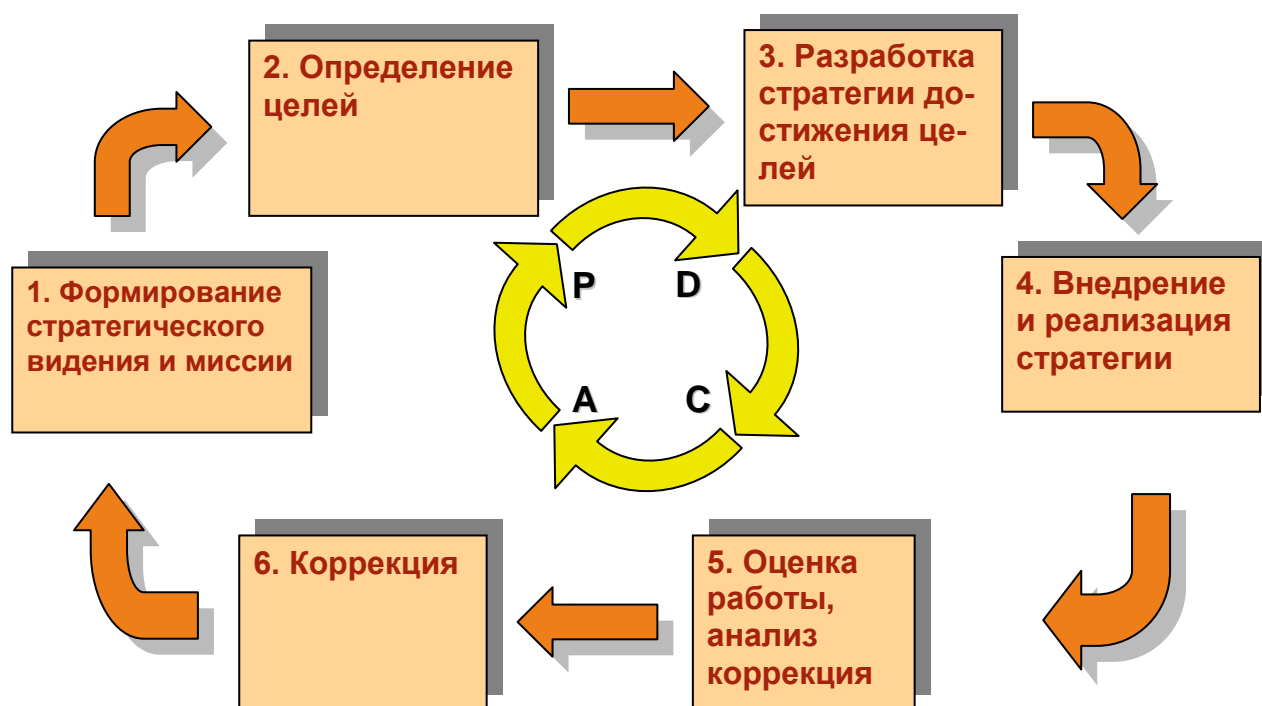 2. Определение
целей
3. Разработка
стратегии до-
стижения це-
лей
1. Формирование
стратегического
видения и миссии
P D
A C
4. Внедрение
и реализация
стратегии
6. Коррекция
5. Оценка
работы,
анализ
коррекция